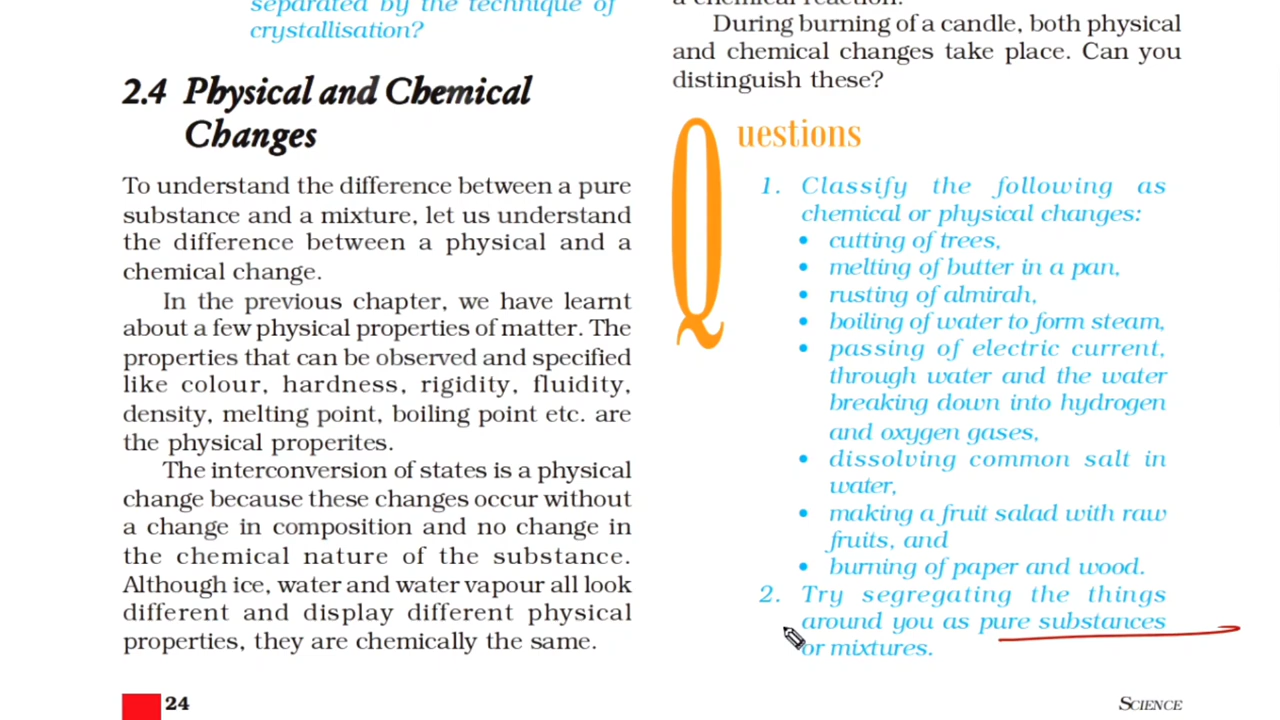 separated by the technique of
crystallisation?
2.4 Physical and Chemical
Changes
To understand the difference between a pure
substance and a mixture, let us understand
the difference between a physical and a
chemical change.
In the previous chapter, we have learnt
about a few physical properties of matter. The
properties that can be observed and specified
like colour, hardness, rigidity, fluidity,
density, melting point, boiling point etc. are
the physical properites.
The interconversion of states is a physical
change because these changes occur without
a change in composition and no change in
the chemical nature of the substance.
Although ice, water and water vapour all look
different and display different physical
properties, they are chemically the same.
a chemical reaction.
During burning of a candle, both physical
and chemical changes take place. Can you
distinguish these?
Questions
1. Classify the following as
chemical or physical changes:
• cutting of trees,
• melting of butter in a pan,
• rusting of almirah,
• boiling of water to form steam,
• passing of electric current,
through water and the water
breaking down into hydrogen
and oxygen gases,
• dissolving common salt in
water,
• making a fruit salad with raw
fruits, and
• burning of paper and wood.
2. Try segregating the things
around you as pure substances
or mixtures.
24
SCIENCE